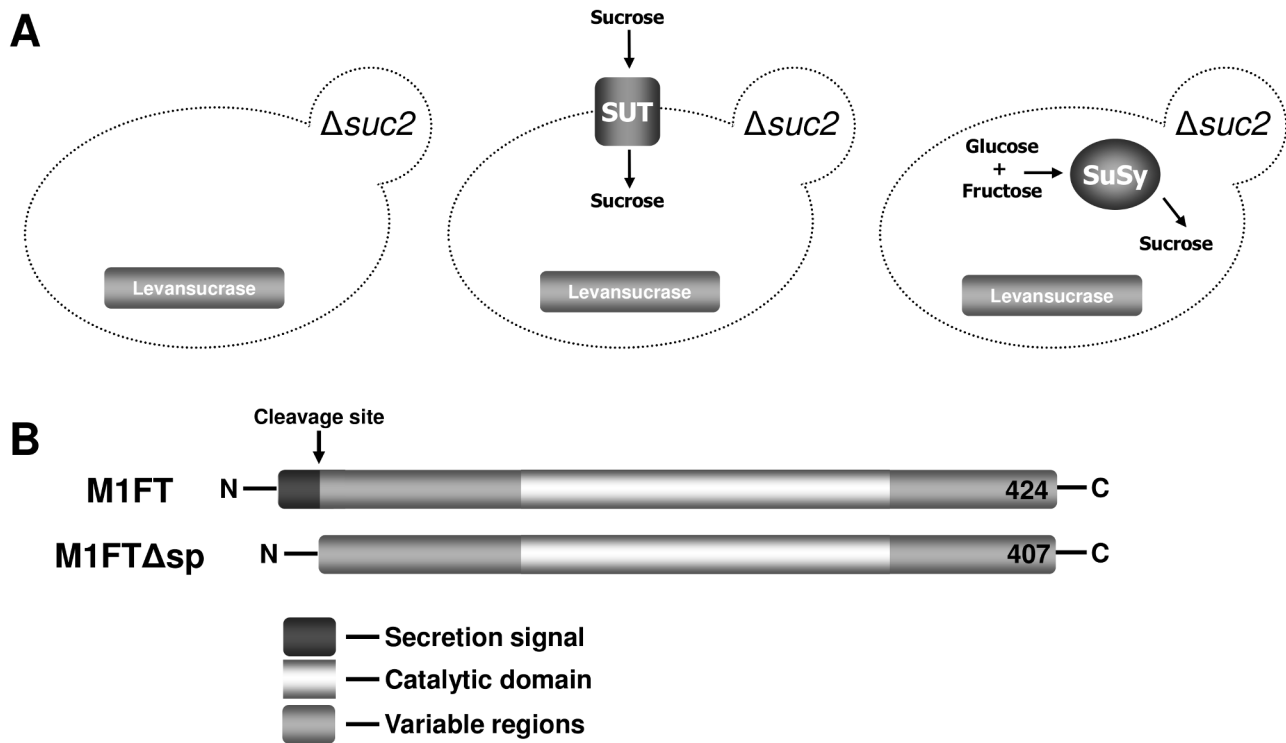 A
Δsuc2
Levansucrase
Sucrose
SUT
Sucrose
Δsuc2
Levansucrase
Glucose
+
Fructose
SuSy
Sucrose
Δsuc2
Levansucrase
B
Cleavage site
M1FT N 424 C
M1FTΔsp N 407 C
Secretion signal
Catalytic domain
Variable regions